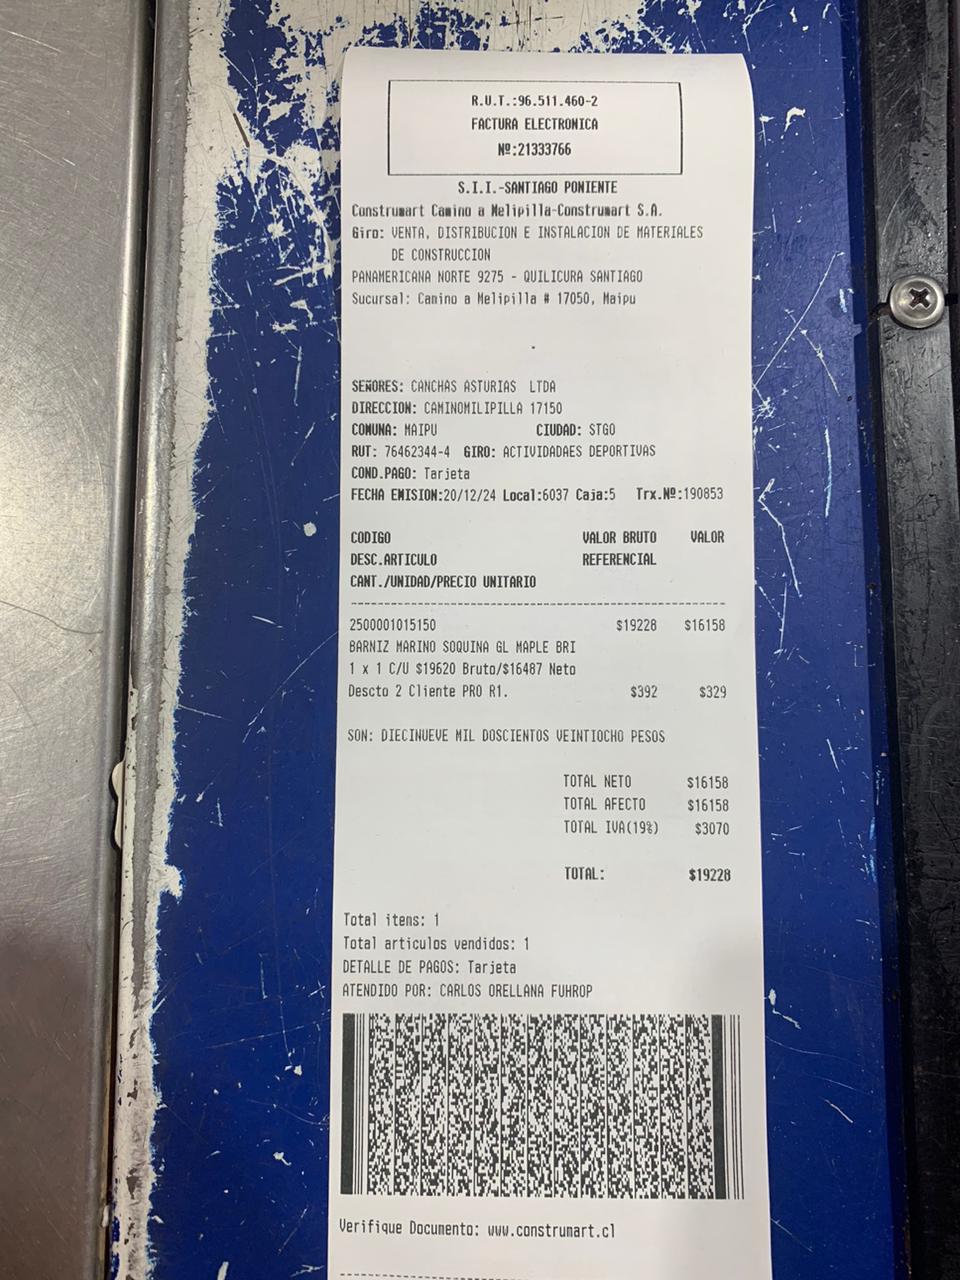 R.U.T.:96.511.460-2
FACTURA ELECTRONICA
Nº:21333766
S.I.I.-SANTIAGO PONIENTE
Construmart Camino a Melipilla-Construmart S.A.
Giro: VENTA, DISTRIBUCION E INSTALACION DE MATERIALES
DE CONSTRUCCION
PANAMERICANA NORTE 9275 - QUILICURA SANTIAGO
Sucursal: Camino a Melipilla # 17050, Maipu
SEÑORES: CANCHAS ASTURIAS LTDA
DIRECCION: CAMINOMILIPILLA 17150
COMUNA: MAIPU CIUDAD: STGO
RUT: 76462344-4 GIRO: ACTIVIDADAES DEPORTIVAS
COND.PAGO: Tarjeta
FECHA EMISION:20/12/24 Local:6037 Caja:5 Trx.Nº:190853
CODIGO VALOR BRUTO VALOR
DESC.ARTICULO REFERENCIAL
CANT./UNIDAD/PRECIO UNITARIO
2500001015150 $19228 $16158
BARNIZ MARINO SOQUINA GL MAPLE BRI
1 x 1 C/U $19620 Bruto/$16487 Neto
Descto 2 Cliente PRO R1. $392 $329
SON: DIECINUEVE MIL DOSCIENTOS VEINTIOCHO PESOS
TOTAL NETO $16158
TOTAL AFECTO $16158
TOTAL IVA(19%) $3070
TOTAL: $19228
Total items: 1
Total articulos vendidos: 1
DETALLE DE PAGOS: Tarjeta
ATENDIDO POR: CARLOS ORELLANA FUHROP
Verifique Documento: www.construmart.cl